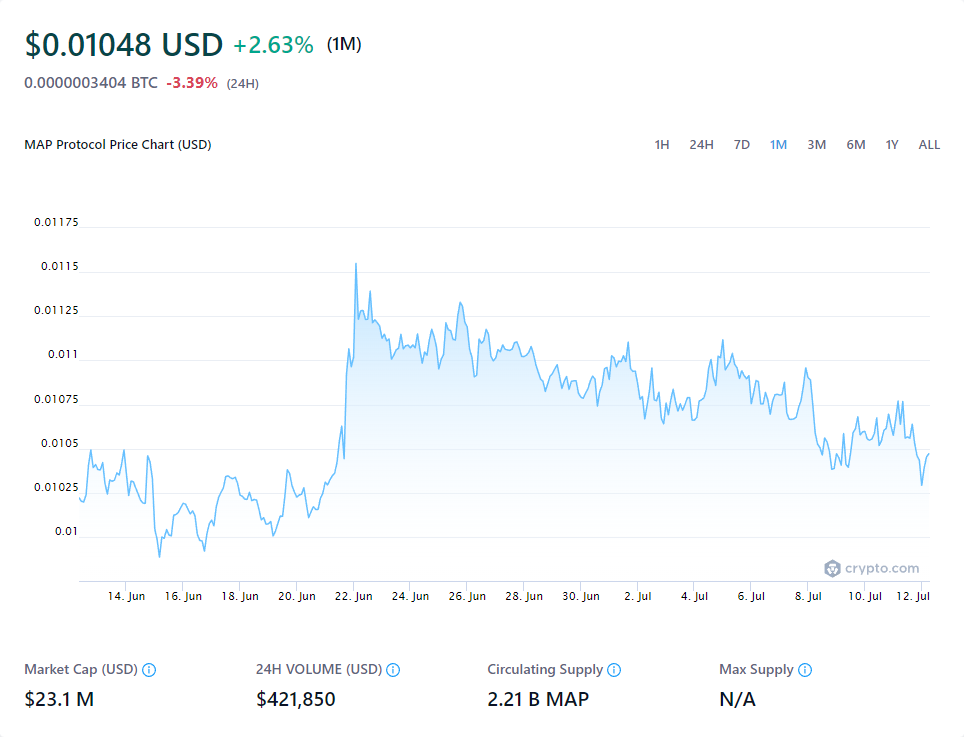 $0.01048 USD +2.63% (1M)
0.0000003404 BTC -3.39% (24H)
MAP Protocol Price Chart (USD) 1H 24H 7D 1M 3M 6M 1Y ALL
0.01175
0.0115
0.01125
0.011
0.01075
0.0105
0.01025
0.01
crypto.com
14. Jun 16. Jun 18. Jun 20. Jun 22. Jun 24. Jun 26. Jun 28. Jun 30. Jun 2. Jul 4. Jul 6. Jul 8. Jul 10. Jul 12. Jul
Market Cap (USD) 24H VOLUME (USD) Circulating Supply Max Supply
$23.1 M $421,850 2.21 B MAP N/A